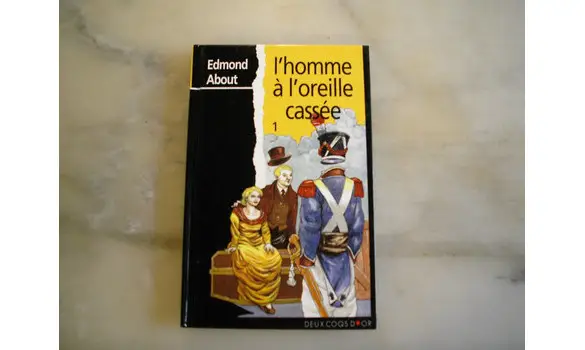 Edmond
About
l'homme
à l'oreille
cassée
1
DEUX COQS D'OR